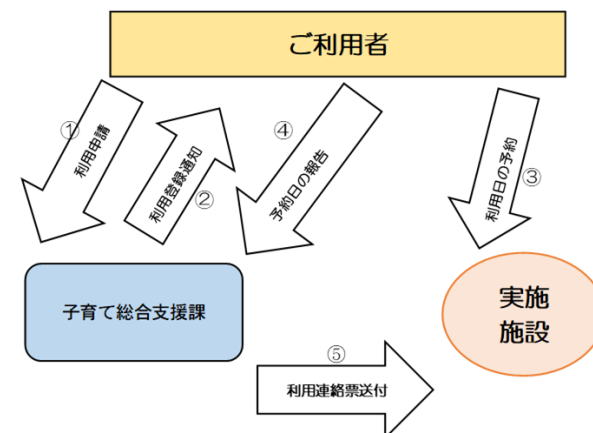 ご利用者
①
利用申請
利用登録通知
②
④
予約日の報告
利用日の予約
③
子育て総合支援課
実施
施設
⑤
利用連絡票送付